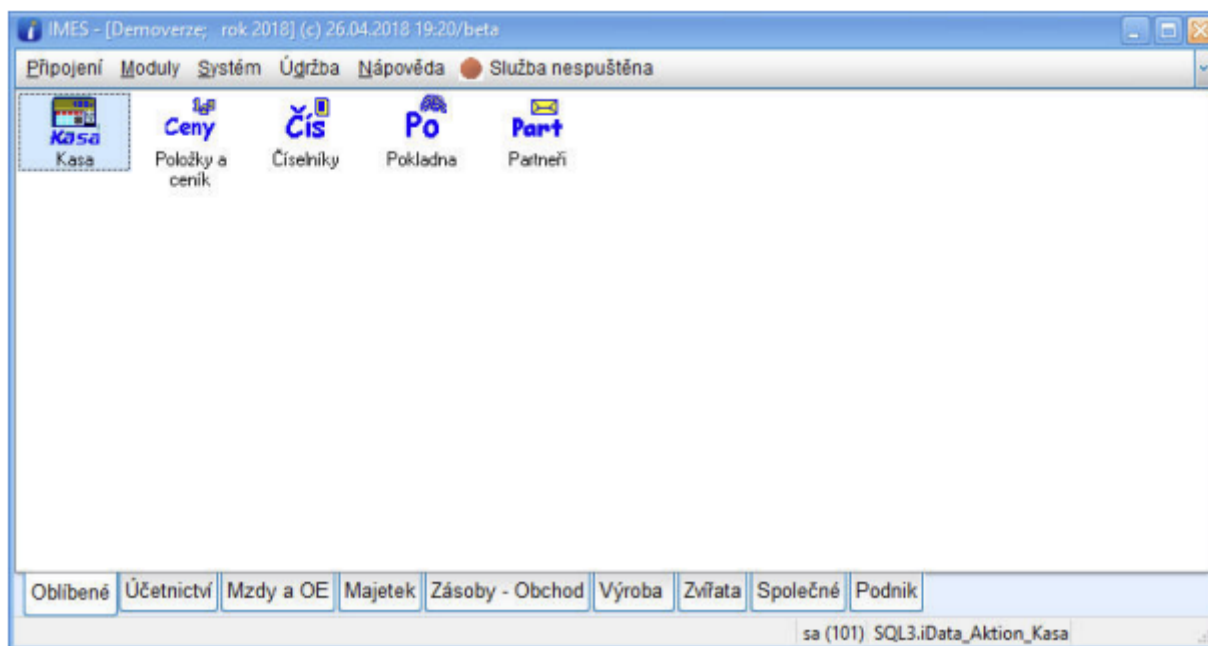 IMES - [Demoverze; rok 2018] (c) 26.04.2018 19:20/beta
Připojení Moduly Systém Údržba Nápověda Služba nespuštěna
Kasa Ceny Čís Po Part
Kasa Položky a ceník Číselníky Pokladna Partneři
Oblíbené Účetnictví Mzdy a OE Majetek Zásoby - Obchod Výroba Zvířata Společné Podnik
sa (101) SQL3.iData_Aktion_Kasa